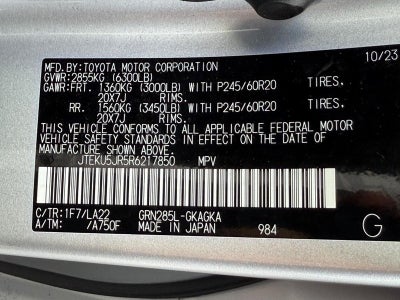 MFD.BY:TOYOTA MOTOR CORPORATION 10/23
GVWR:2855KG (6300LB)
GAWR:FRT. 1360KG (3000LB) WITH P245/60R20 TIRES,
20X7J RIMS.
RR. 1560KG (3450LB) WITH P245/60R20 TIRES,
20X7J RIMS.
THIS VEHICLE CONFORMS TO ALL APPLICABLE FEDERAL MOTOR
VEHICLE SAFETY STANDARDS IN EFFECT ON THE DATE OF
MANUFACTURE SHOWN ABOVE.
JTEKU5JR5R6217850 MPV
C/TR:1F7/LA22 GRN285L-GKAGKA
A/TM: /A750F MADE IN JAPAN 984 G